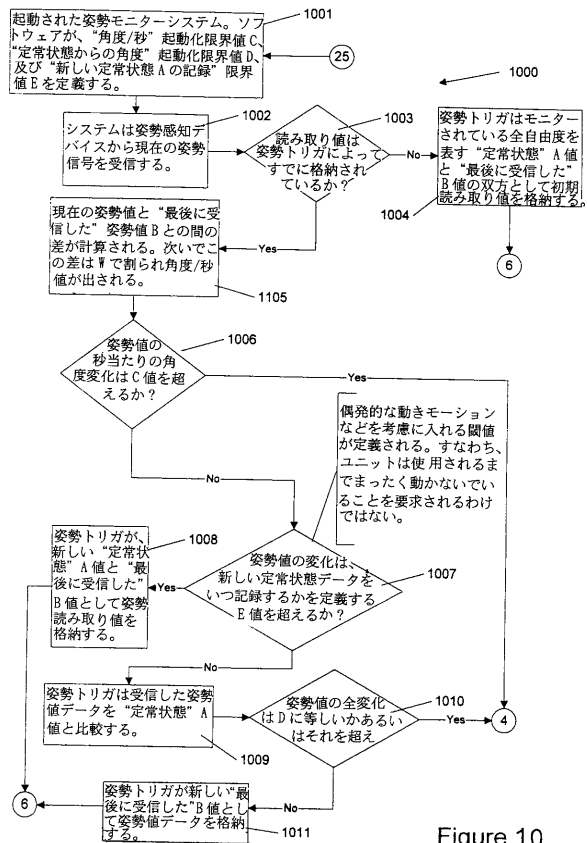 起動された姿勢モニターシステム。ソフ
トウェアが、“角度/秒” 起動化限界値 C、
“定常状態からの角度” 起動化限界値 D、
及び “新しい定常状態 A の記録” 限界
値 E を定義する。
1001
25
1000
1002
システムは姿勢感知デ
バイスから現在の姿勢
信号を受信する。
1003
読み取り値は
姿勢トリガによって
すでに格納され
ているか?
No
姿勢トリガはモニター
されている全自由度を
表す “定常状態” A 値
と “最後に受信した”
B 値の双方として初期
読み取り値を格納する。
1004
6
Yes
現在の姿勢値と “最後に受
信した” 姿勢値 B との間の
差が計算される。次いでこ
の差は W で割られ角度/秒
値が出される。
1105
1006
姿勢値の
秒当たりの角
度変化は C 値を超
えるか?
Yes
偶発的な動きモーション
などを考慮に入れる閾値
が定義される。すなわち、
ユニットは使用されるま
でまったく動かないでい
ることを要求されるわけ
ではない。
No
1008
姿勢トリガが、
新しい “定常状
態” A 値と “最
後に受信した”
B 値として姿勢
読み取り値を
格納する。
Yes
姿勢値の変化は、
新しい定常状態データを
いつ記録するかを定義する
E 値を超えるか?
1007
No
姿勢トリガは受信した姿勢
値データを “定常状態” A
値と比較する。
1009
姿勢値の全変化
は D に等しいかあるい
はそれを超え
1010
Yes
4
No
姿勢トリガが新しい “最
後に受信した” B 値とし
て姿勢値データを格納
する。
1011
6
Figure 10